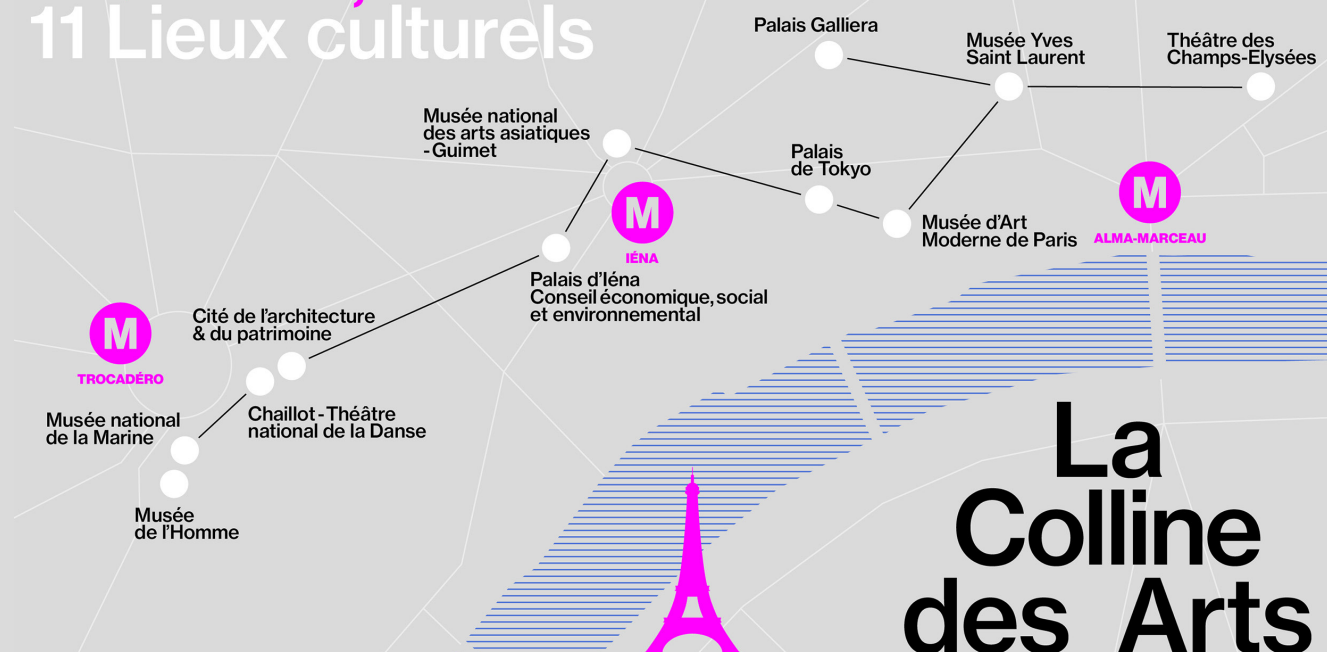 11 Lieux culturels
Palais Galliera
Musée Yves
Saint Laurent
Théâtre des
Champs-Elysées
Musée national
des arts asiatiques
- Guimet
Palais
de Tokyo
M
IÉNA
Musée d'Art
Moderne de Paris
M
ALMA-MARCEAU
Palais d'Iéna
Conseil économique, social
et environnemental
M
TROCADÉRO
Cité de l'architecture
& du patrimoine
Chaillot - Théâtre
national de la Danse
Musée national
de la Marine
Musée
de l'Homme
La
Colline
des Arts